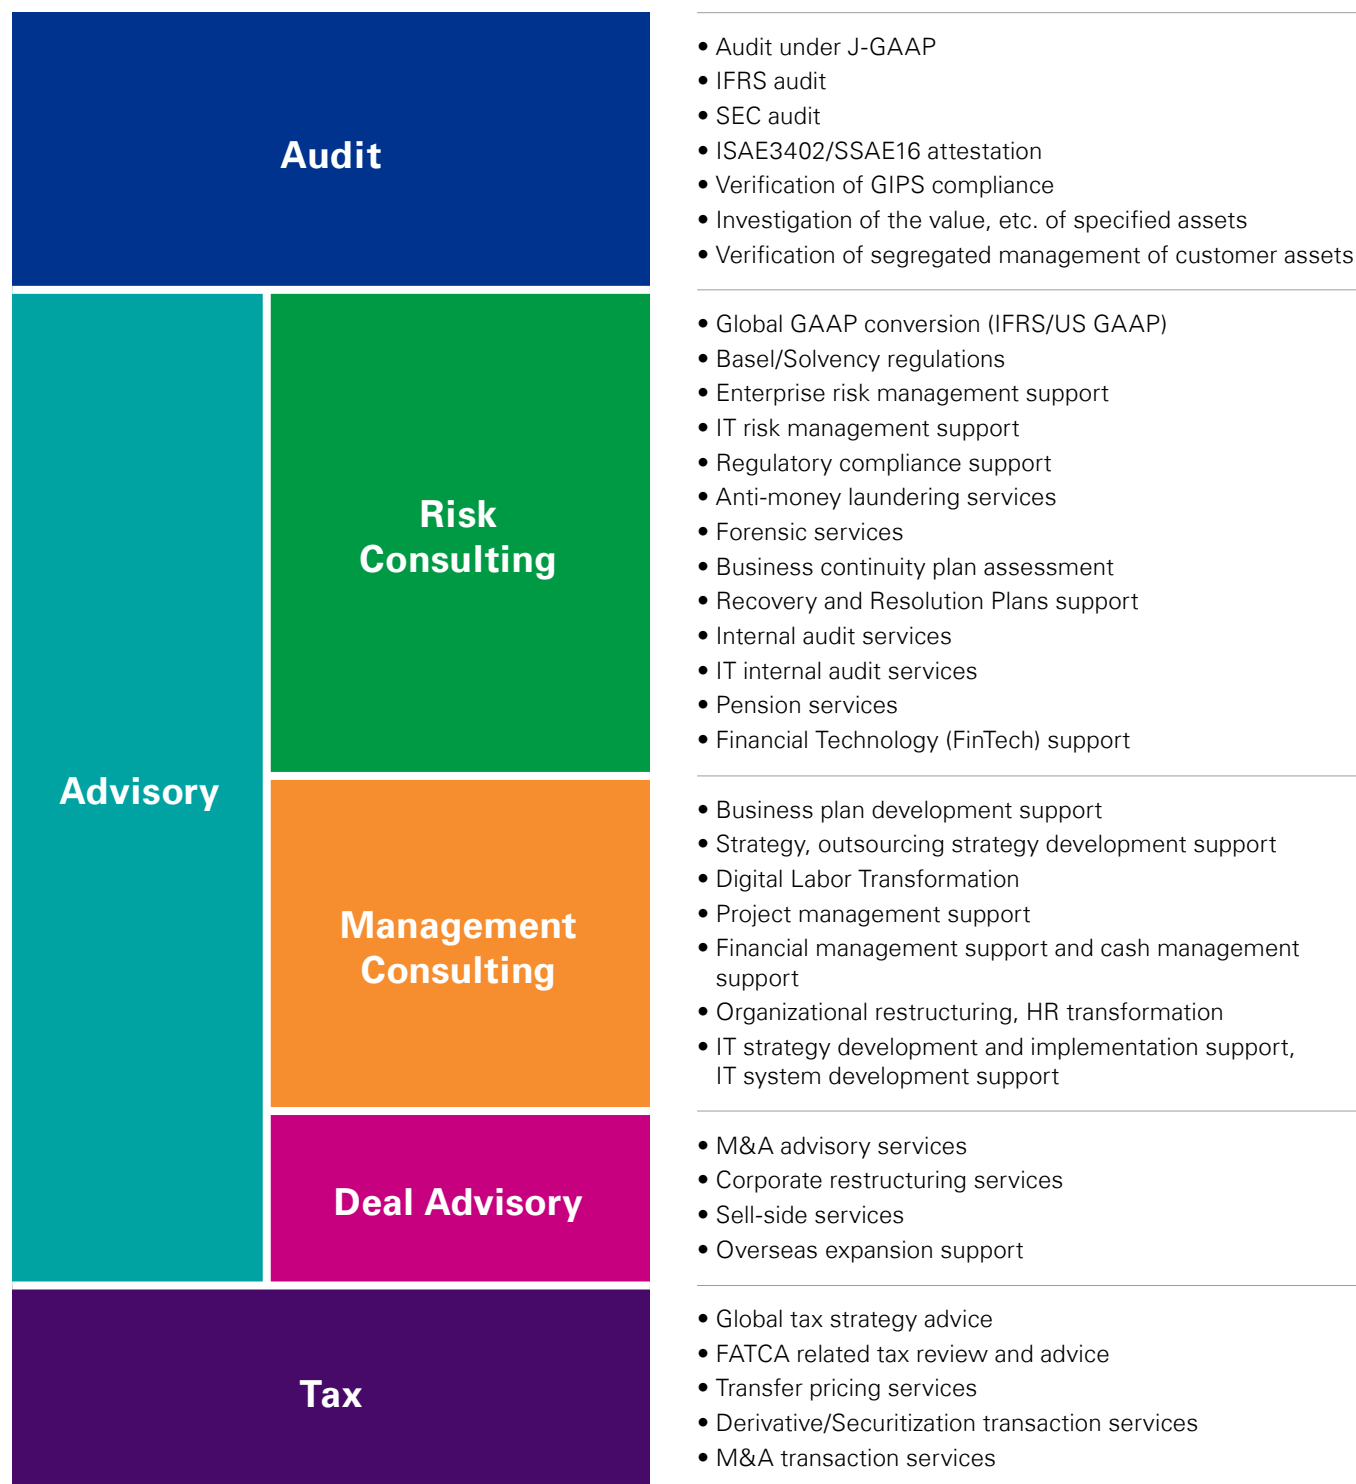 Audit
• Audit under J-GAAP
• IFRS audit
• SEC audit
• ISAE3402/SSAE16 attestation
• Verification of GIPS compliance
• Investigation of the value, etc. of specified assets
• Verification of segregated management of customer assets
Advisory
Risk
Consulting
• Global GAAP conversion (IFRS/US GAAP)
• Basel/Solvency regulations
• Enterprise risk management support
• IT risk management support
• Regulatory compliance support
• Anti-money laundering services
• Forensic services
• Business continuity plan assessment
• Recovery and Resolution Plans support
• Internal audit services
• IT internal audit services
• Pension services
• Financial Technology (FinTech) support
Management
Consulting
• Business plan development support
• Strategy, outsourcing strategy development support
• Digital Labor Transformation
• Project management support
• Financial management support and cash management
support
• Organizational restructuring, HR transformation
• IT strategy development and implementation support,
IT system development support
Deal Advisory
• M&A advisory services
• Corporate restructuring services
• Sell-side services
• Overseas expansion support
Tax
• Global tax strategy advice
• FATCA related tax review and advice
• Transfer pricing services
• Derivative/Securitization transaction services
• M&A transaction services